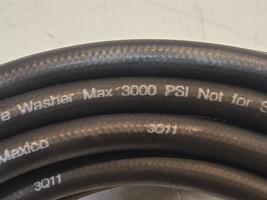 e Washer Max 3000 PSI Not for S
Mexico 3Q11
3Q11